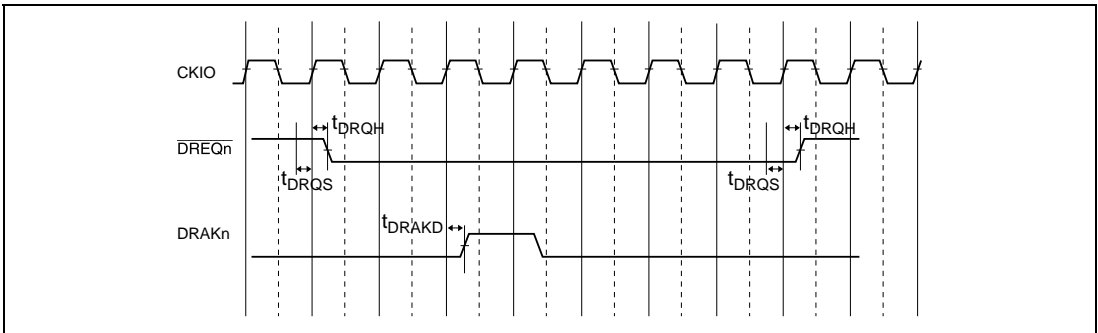 CKIO
tDRQH
tDRQH
DREQn
tDRQS
tDRQS
tDRAKD
DRAKn